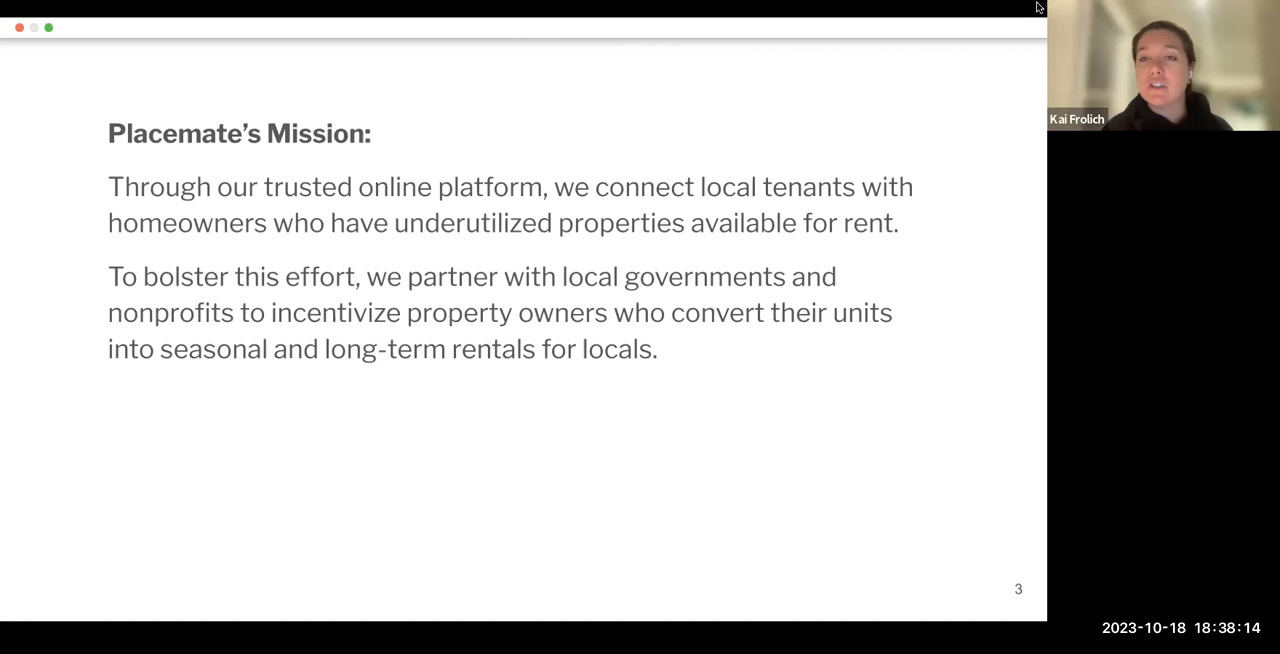 Placemate’s Mission:
Through our trusted online platform, we connect local tenants with
homeowners who have underutilized properties available for rent.
To bolster this effort, we partner with local governments and
nonprofits to incentivize property owners who convert their units
into seasonal and long-term rentals for locals.
3
Kai Frolich
2023-10-18 18:38:14